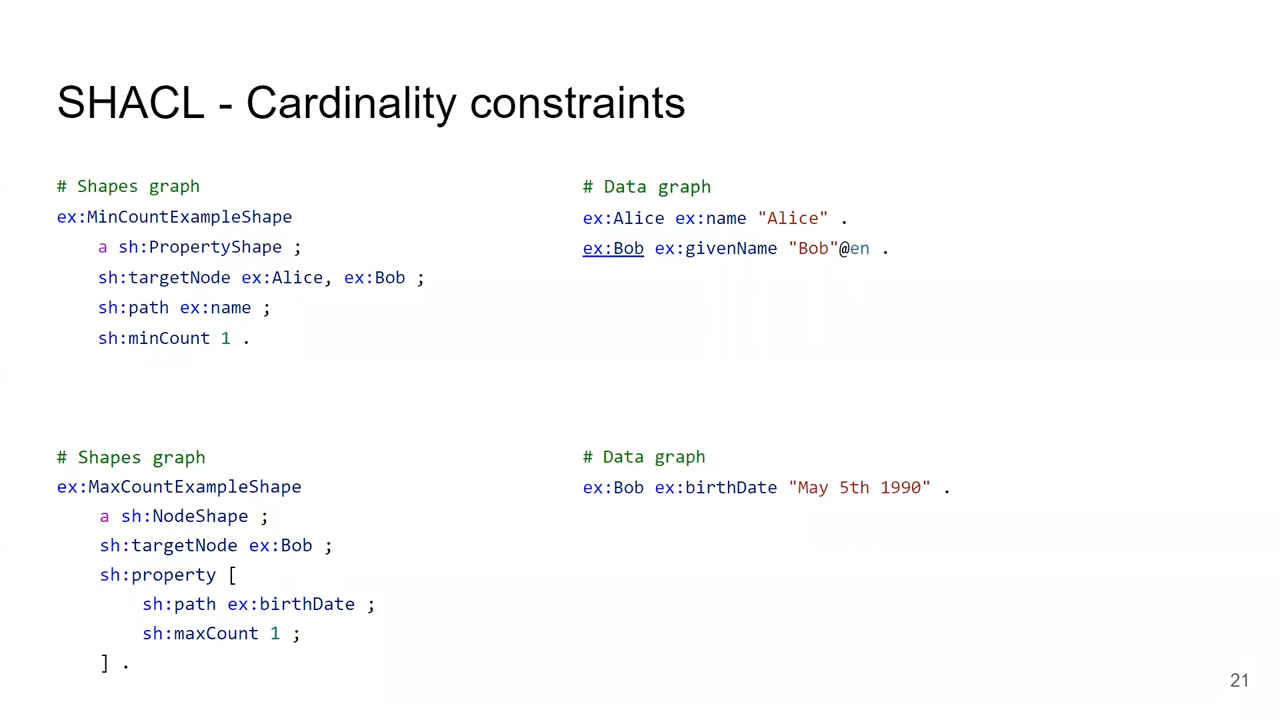 SHACL - Cardinality constraints
# Shapes graph
ex:MinCountExampleShape
a sh:PropertyShape ;
sh:targetNode ex:Alice, ex:Bob ;
sh:path ex:name ;
sh:minCount 1 .
# Data graph
ex:Alice ex:name "Alice" .
ex:Bob ex:givenName "Bob"@en .
# Shapes graph
ex:MaxCountExampleShape
a sh:NodeShape ;
sh:targetNode ex:Bob ;
sh:property [
sh:path ex:birthDate ;
sh:maxCount 1 ;
] .
# Data graph
ex:Bob ex:birthDate "May 5th 1990" .
21